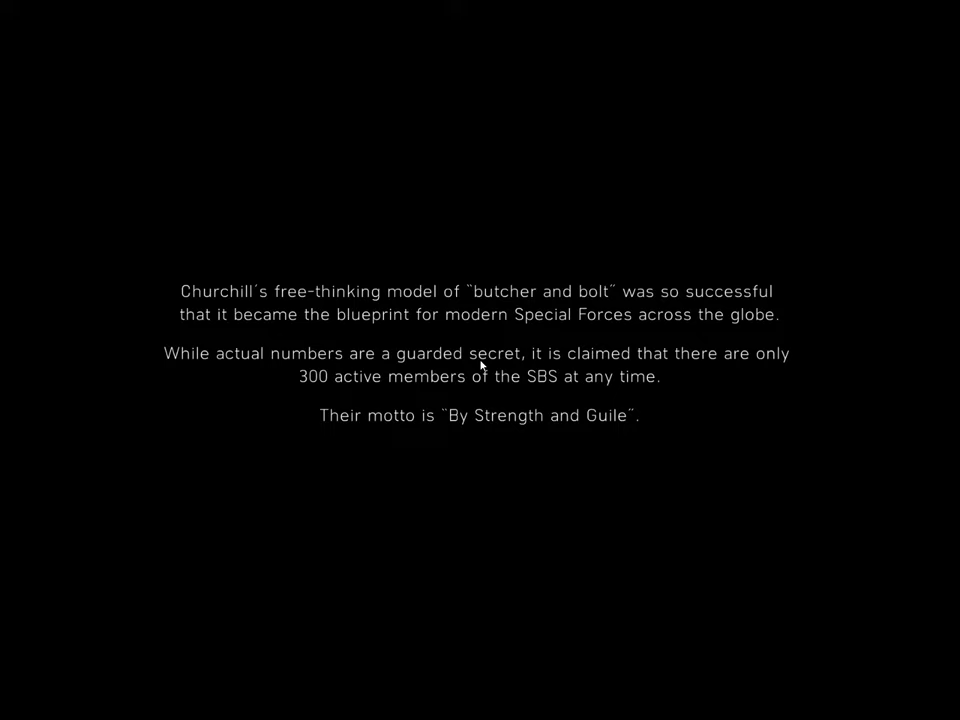 Churchill´s free-thinking model of “butcher and bolt” was so successful
that it became the blueprint for modern Special Forces across the globe.
While actual numbers are a guarded secret, it is claimed that there are only
300 active members of the SBS at any time.
Their motto is “By Strength and Guile”.